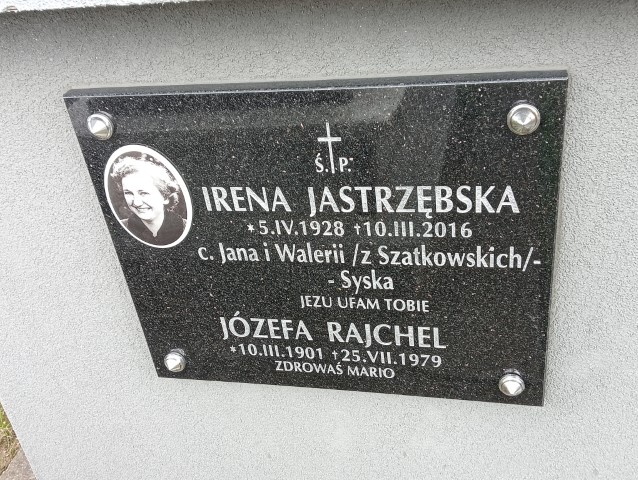 Ś. P.
IRENA JASTRZĘBSKA
*5.IV.1928 †10.III.2016
c. Jana i Walerii /z Szatkowskich/-
- Syska
JEZU UFAM TOBIE
JÓZEFA RAJCHEL
*10.III.1901 †25.VII.1979
ZDROWAŚ MARIO